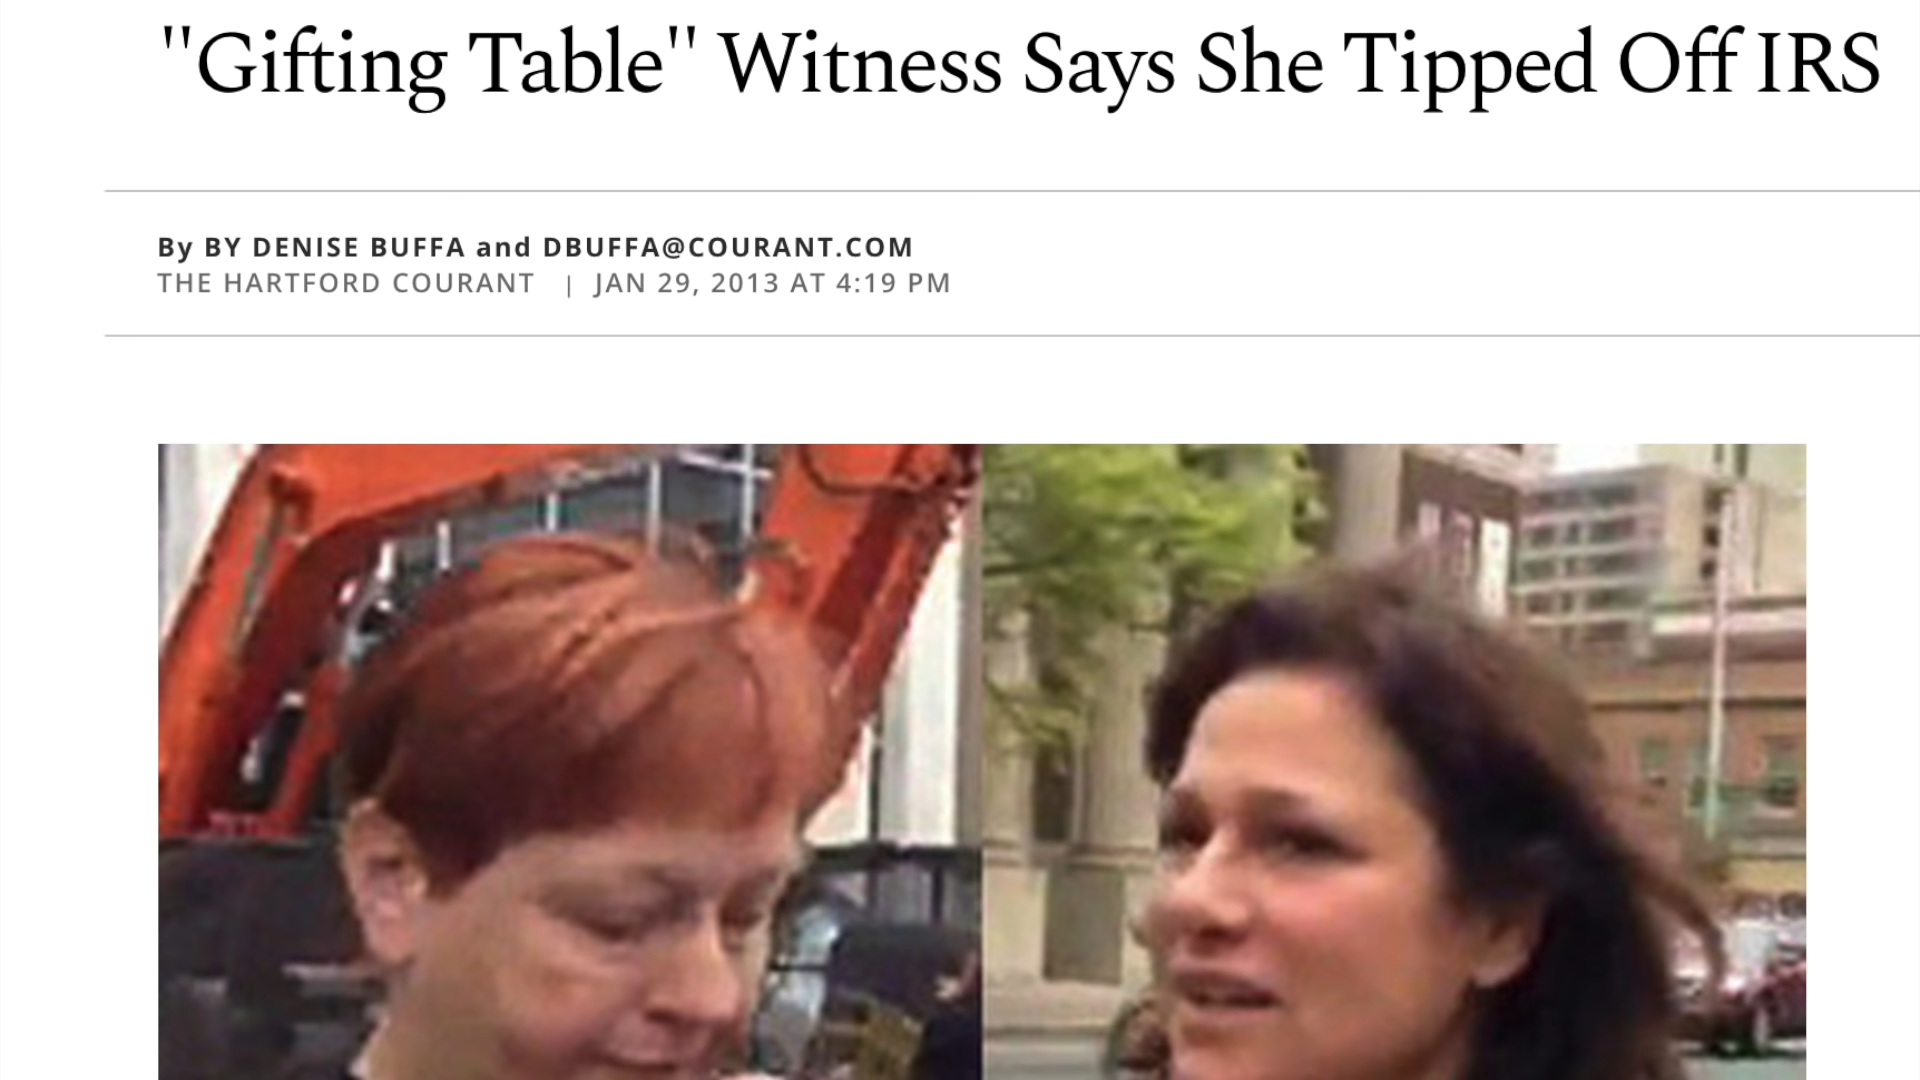 "Gifting Table" Witness Says She Tipped Off IRS
By BY DENISE BUFFA and DBUFFA@COURANT.COM
THE HARTFORD COURANT | JAN 29, 2013 AT 4:19 PM